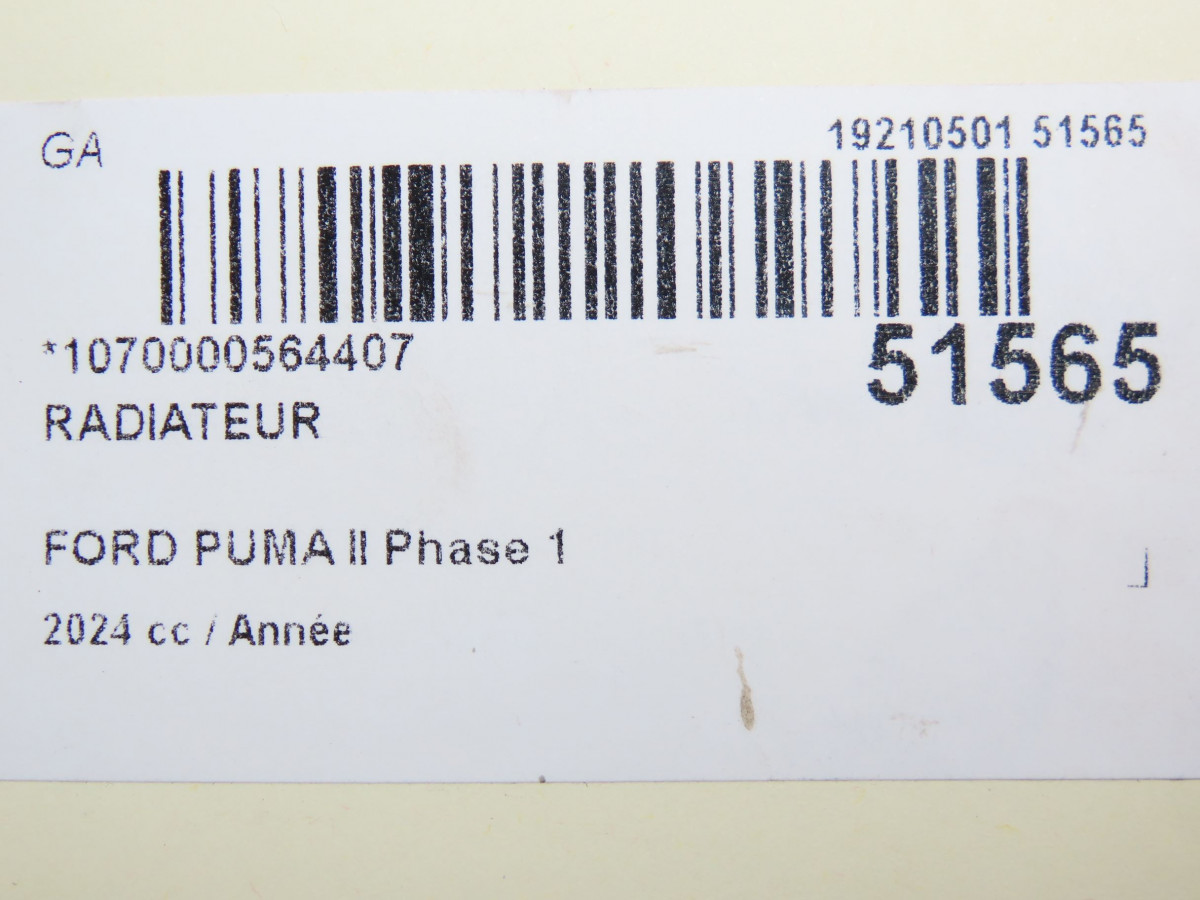 GA
19210501 51565
*1070000564407
51565
RADIATEUR
FORD PUMA II Phase 1
2024 cc / Année